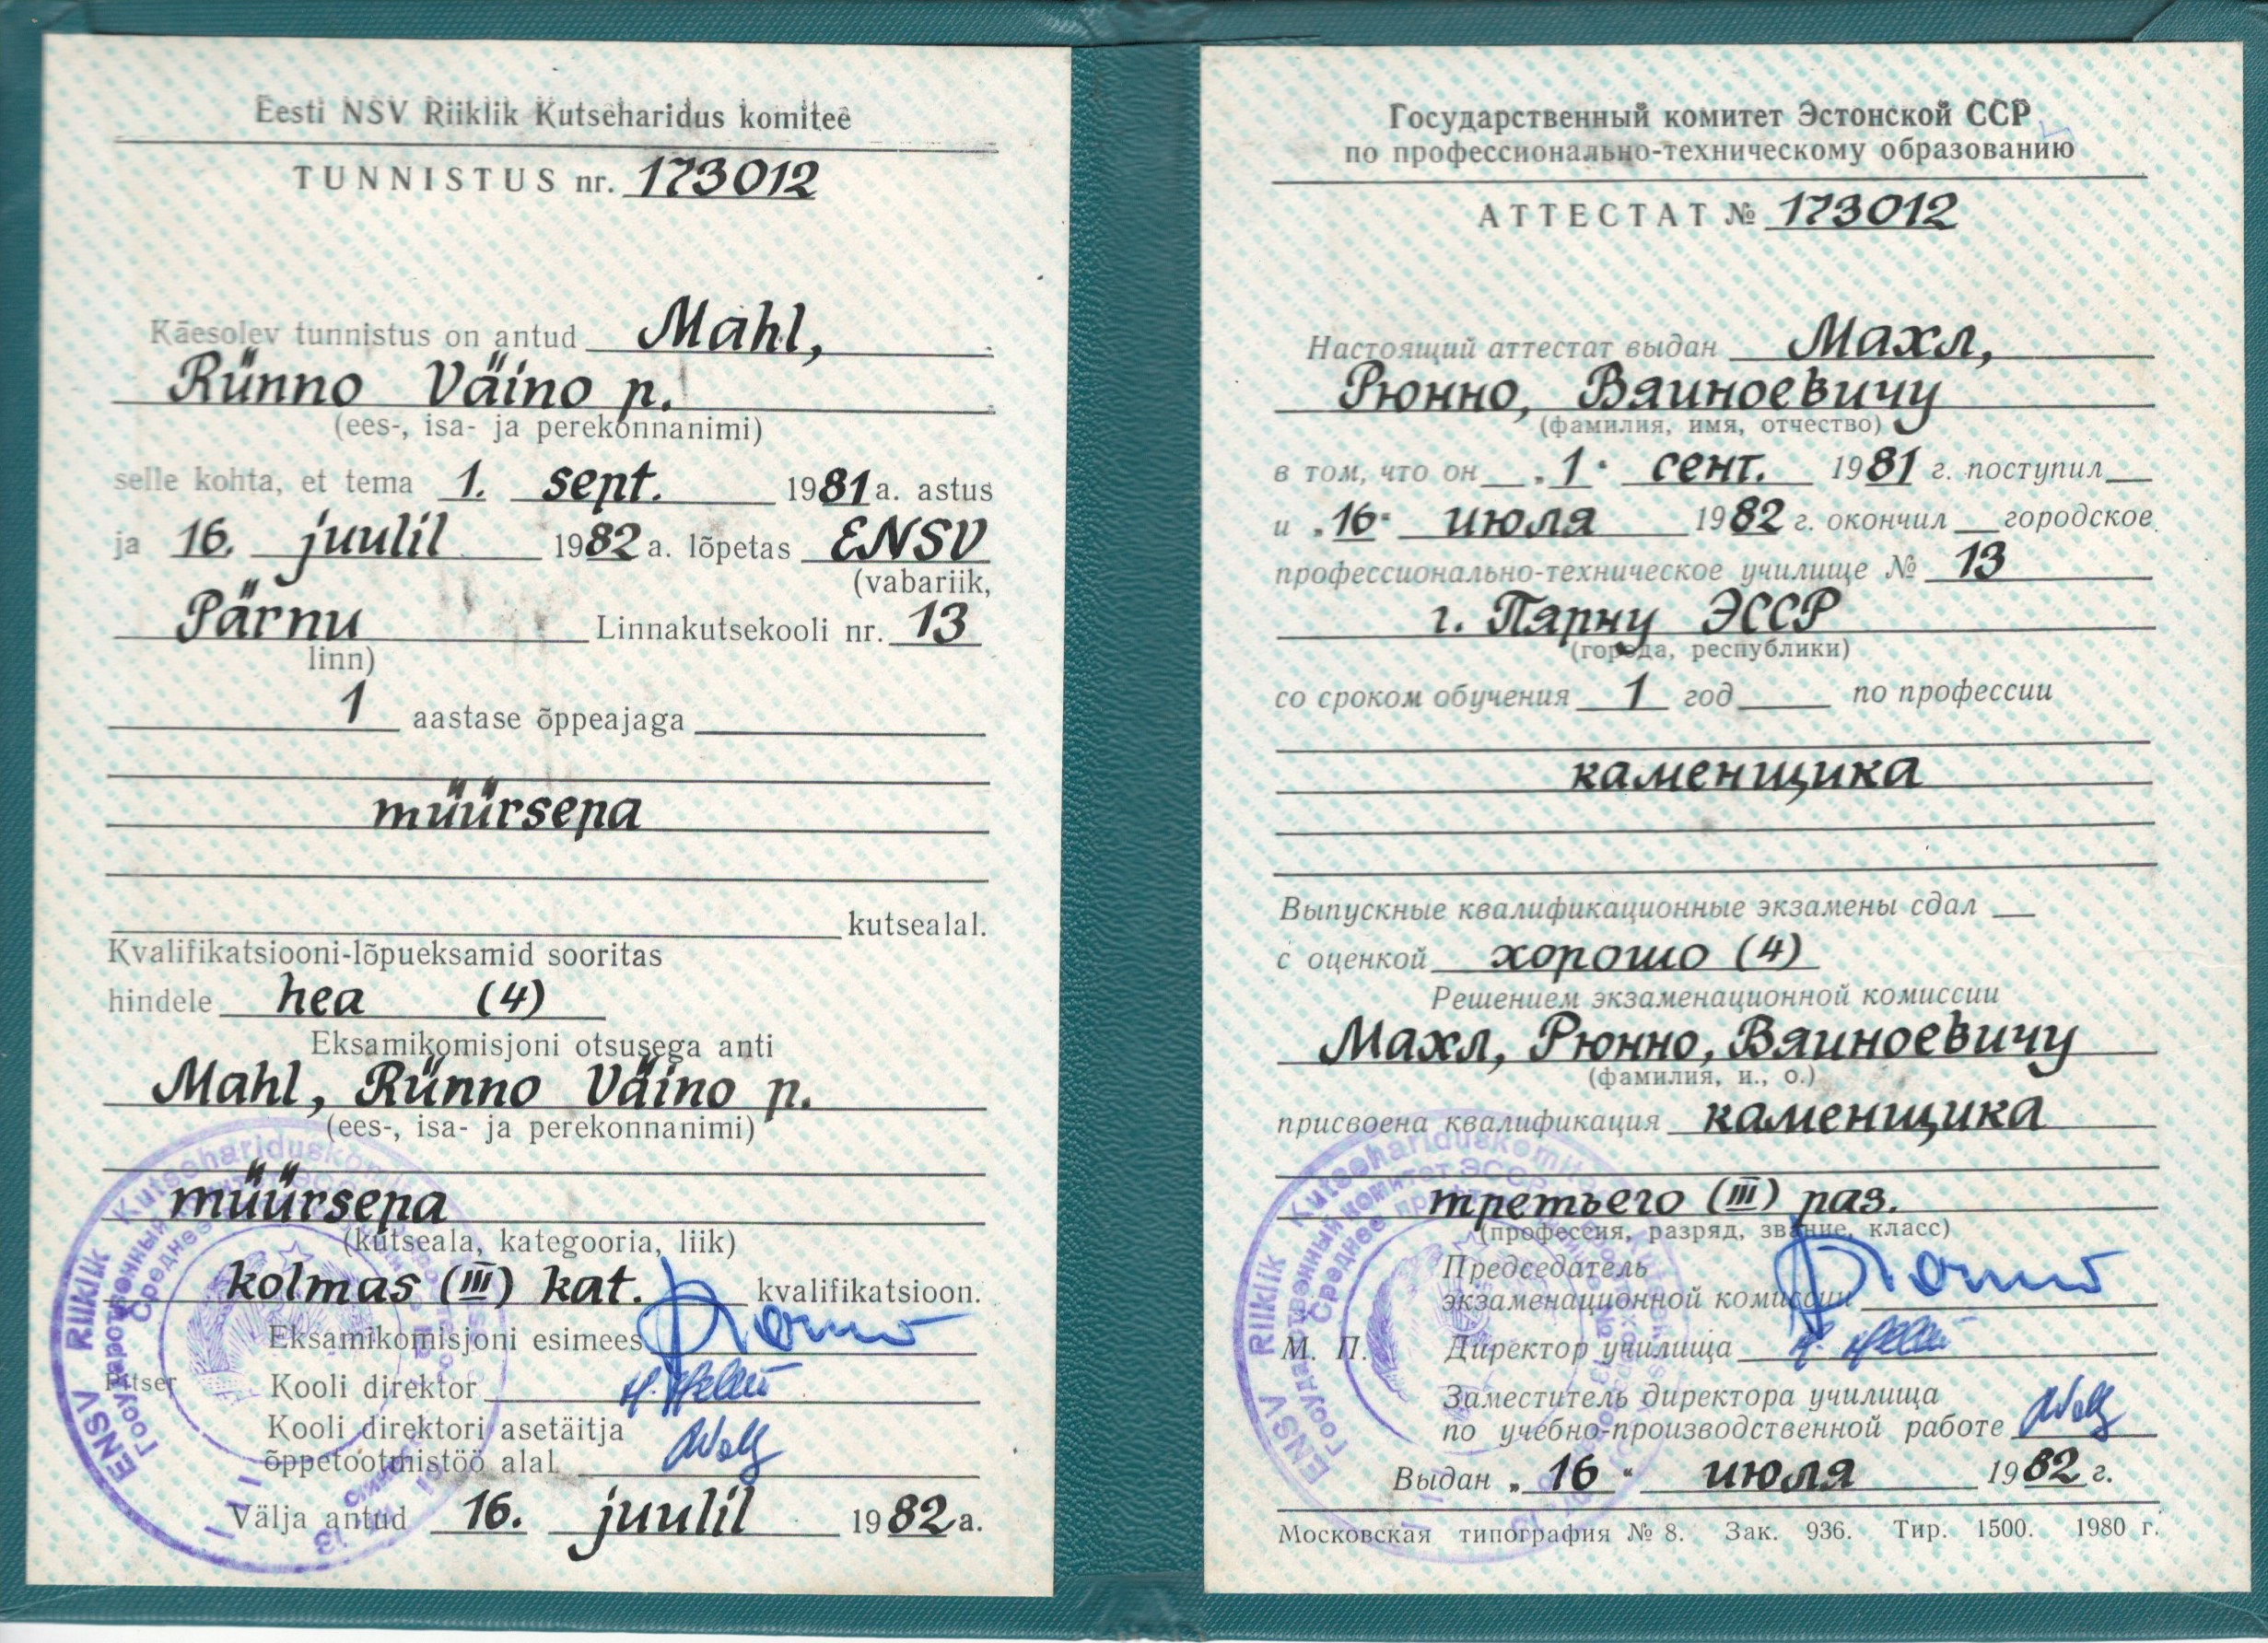 Eesti NSV Riiklik Kutseharidus komitee
TUNNISTUS nr. 173012
Käesolev tunnistus on antud Mahl,
Rünno Väino p.
(ees-, isa- ja perekonnanimi)
selle kohta, et tema 1. sept. 1981 a. astus
ja 16. juulil 1982 a. lõpetas ENSV
(vabariik,
Pärnu Linnakutsekooli nr. 13
linn)
1 aastase õppeajaga
müürsepa
kutsealal.
Kvalifikatsiooni-lõpueksamid sooritas
hindele hea (4)
Eksamikomisjoni otsusega anti
Mahl, Rünno Väino p.
(ees-, isa- ja perekonnanimi)
müürsepa
(kutseala, kategooria, liik)
kolmas (III) kat. kvalifikatsioon.
Eksamikomisjoni esimees
Pitser Kooli direktor
Kooli direktori asetäitja
õppetootmistöö alal
Välja antud 16. juulil 1982 a.
Государственный комитет Эстонской ССР
по профессионально-техническому образованию
АТТЕСТАТ № 173012
Настоящий аттестат выдан Махл,
Рюнно, Вяиноевичу
(фамилия, имя, отчество)
в том, что он „1" сент. 1981 г. поступил
и „16" июля 1982 г. окончил городское
профессионально-техническое училище № 13
г. Пярну ЭССР
(города, республики)
со сроком обучения 1 год по профессии
каменщика
Выпускные квалификационные экзамены сдал
с оценкой хорошо (4)
Решением экзаменационной комиссии
Махл, Рюнно, Вяиноевичу
(фамилия, и., о.)
присвоена квалификация каменщика
третьего (III) раз.
(профессия, разряд, звание, класс)
Председатель
экзаменационной комиссии
М. П. Директор училища
Заместитель директора училища
по учебно-производственной работе
Выдан „16" июля 1982 г.
Московская типография № 8. Зак. 936. Тир. 1500. 1980 г.